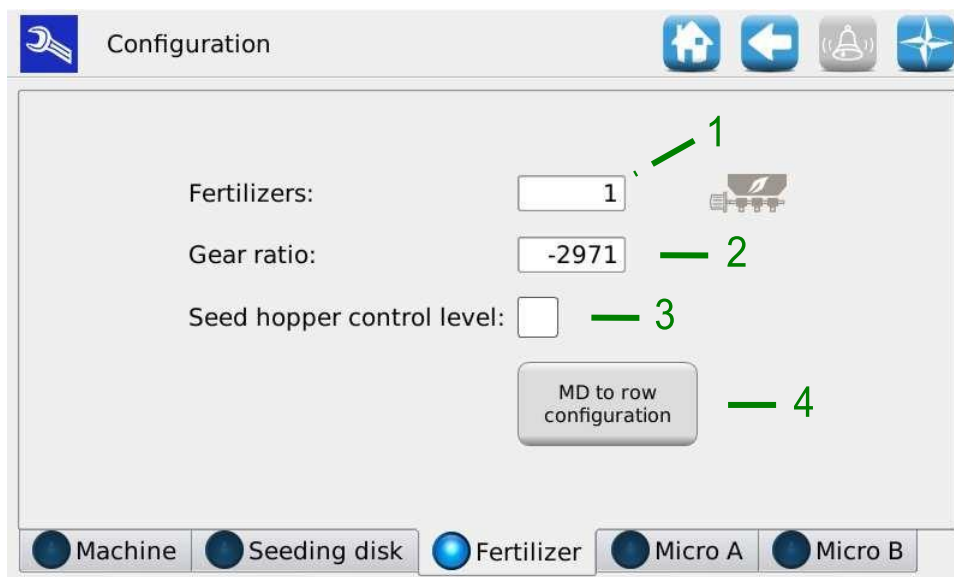 Configuration
1
Fertilizers: 1
Gear ratio: -2971 2
Seed hopper control level: 3
MD to row
configuration
4
Machine Seeding disk Fertilizer Micro A Micro B